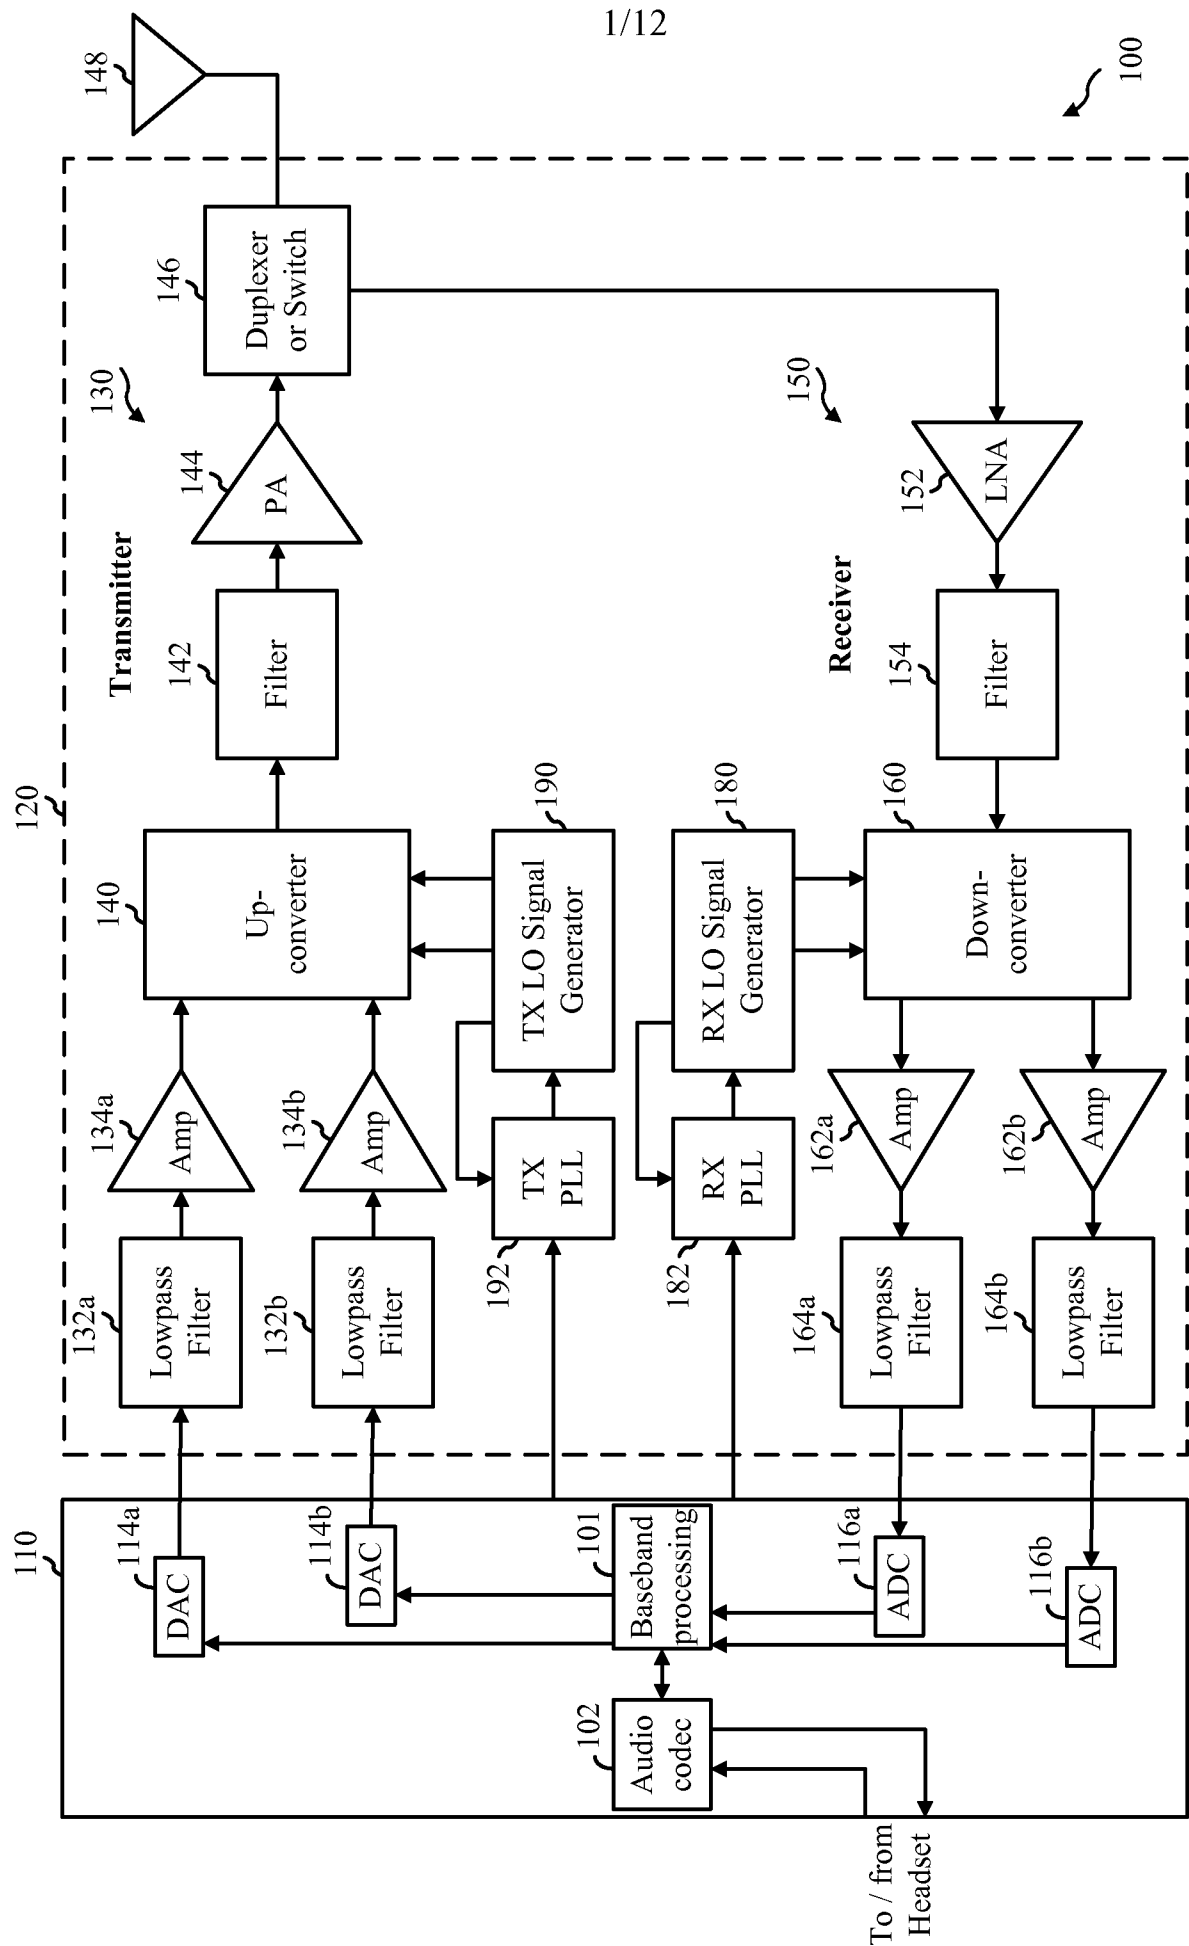 1/12
100
110
120
114a
DAC
132a
Lowpass
Filter
134a
Amp
140
Up-
converter
Transmitter
142
Filter
144
PA
130
146
Duplexer
or Switch
148
114b
DAC
132b
Lowpass
Filter
134b
Amp
192
TX
PLL
190
TX LO Signal
Generator
102
Audio
codec
101
Baseband
processing
182
RX
PLL
180
RX LO Signal
Generator
160
Down-
converter
Receiver
154
Filter
152
LNA
150
116a
ADC
164a
Lowpass
Filter
162a
Amp
116b
ADC
164b
Lowpass
Filter
162b
Amp
To / from
Headset